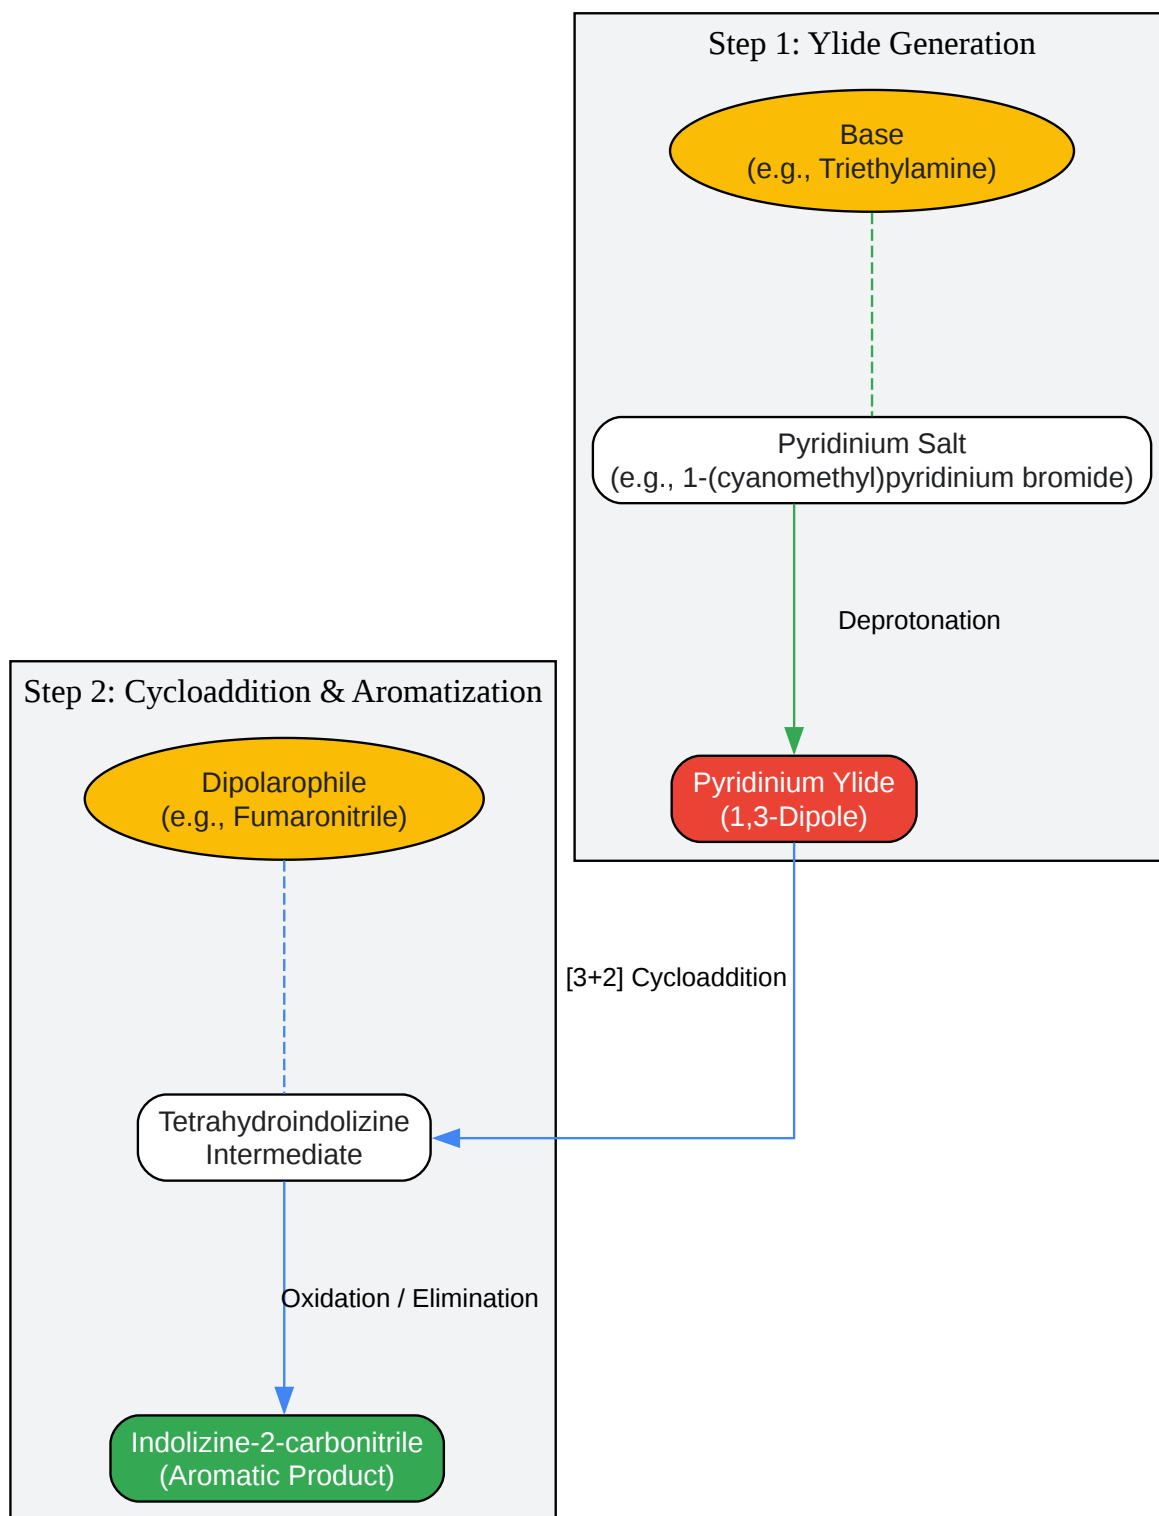 Step 1: Ylide Generation
Base
(e.g., Triethylamine)
Pyridinium Salt
(e.g., 1-(cyanomethyl)pyridinium bromide)
Deprotonation
Pyridinium Ylide
(1,3-Dipole)
Step 2: Cycloaddition & Aromatization
Dipolarophile
(e.g., Fumaronitrile)
[3+2] Cycloaddition
Tetrahydroindolizine
Intermediate
Oxidation / Elimination
Indolizine-2-carbonitrile
(Aromatic Product)